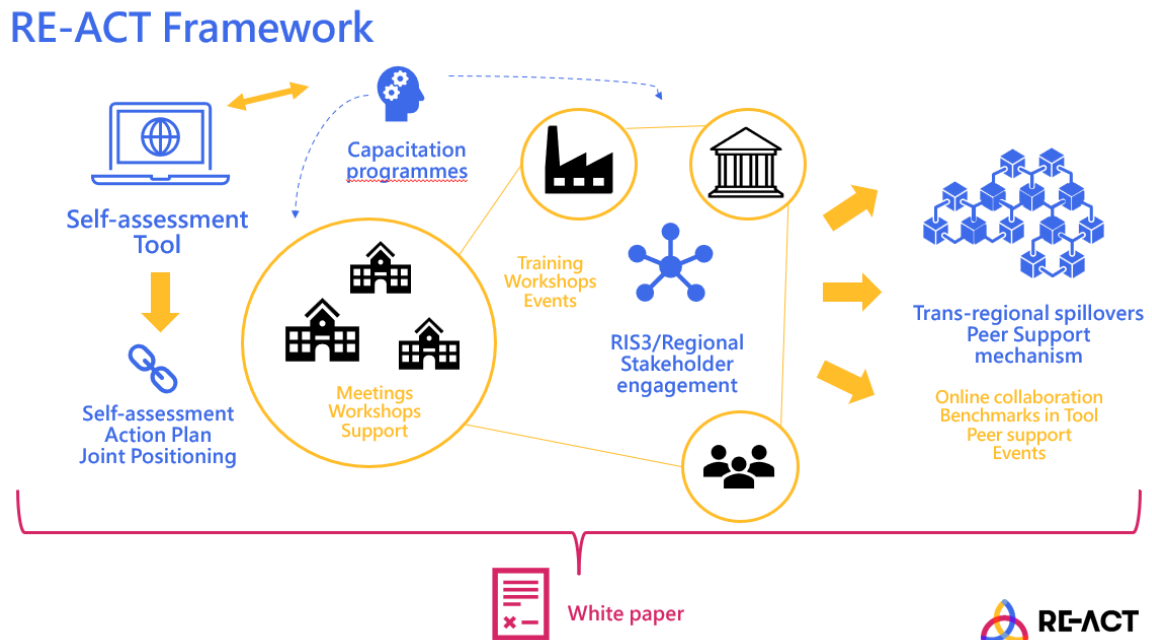 RE-ACT Framework
Capacitation
programmes
Self-assessment
Tool
Self-assessment
Action Plan
Joint Positioning
Meetings
Workshops
Support
Training
Workshops
Events
RIS3/Regional
Stakeholder
engagement
Trans-regional spillovers
Peer Support
mechanism
Online collaboration
Benchmarks in Tool
Peer support
Events
White paper
RE-ACT